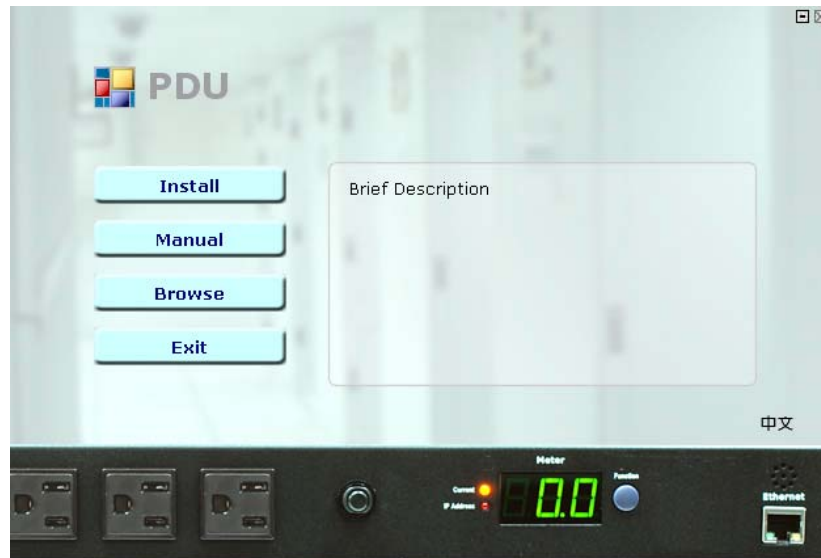 PDU
Install
Brief Description
Manual
Browse
Exit
中文
Meter
Current
IP Address
0.0
Function
Ethernet